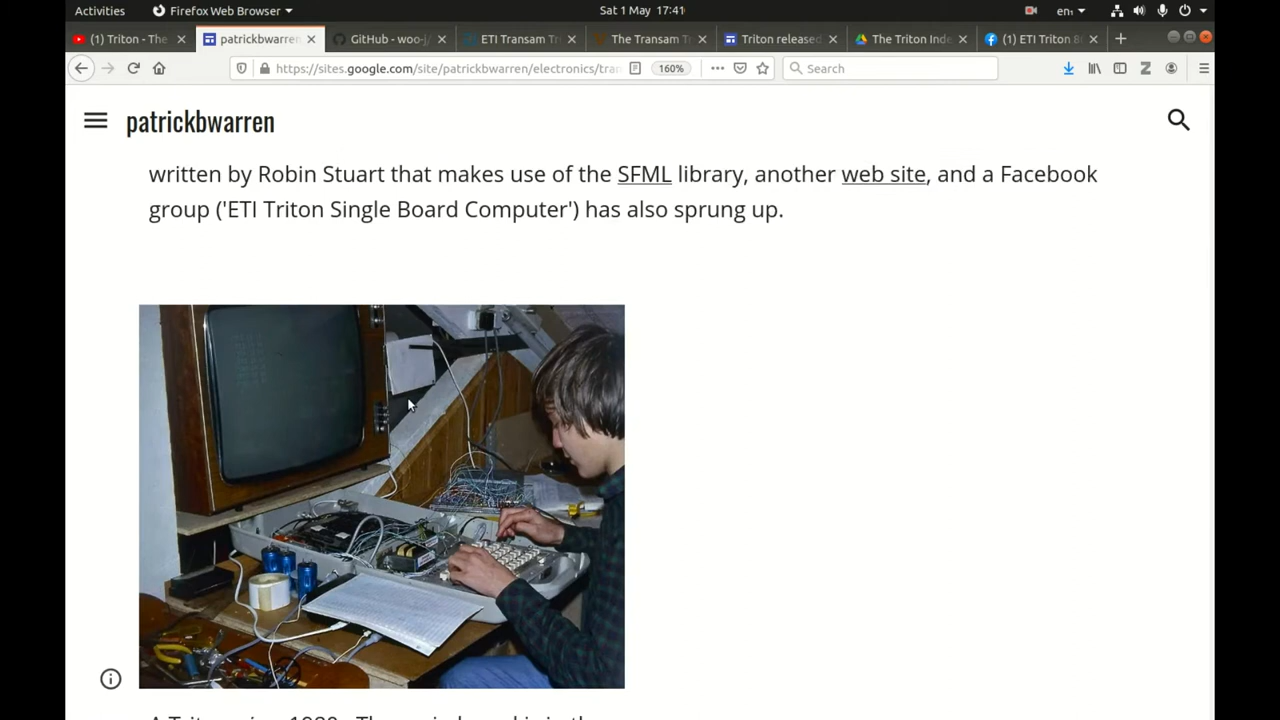 Activities Firefox Web Browser Sat 1 May 17:41 en₁
(1) Triton - The patrickbwarren GitHub - woo-j/ ETI Transam Tr The Transam T Triton released The Triton Inde (1) ETI Triton 8
https://sites.google.com/site/patrickbwarren/electronics/tra 160% Search
patrickbwarren
written by Robin Stuart that makes use of the SFML library, another web site, and a Facebook
group ('ETI Triton Single Board Computer') has also sprung up.